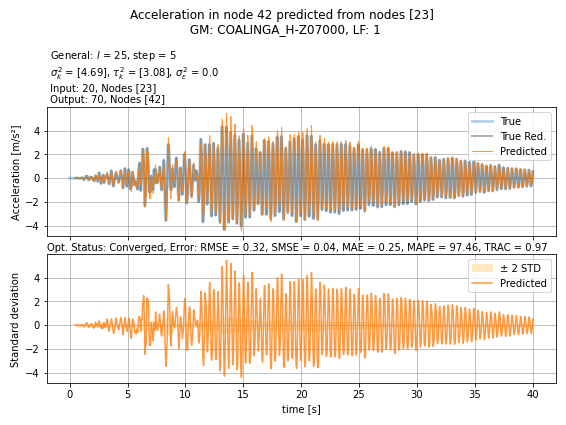 Acceleration in node 42 predicted from nodes [23]
GM: COALINGA_H-Z07000, LF: 1
General: l = 25, step = 5
σ²ₖ = [4.69], τ²ₖ = [3.08], σ²ε = 0.0
Input: 20, Nodes [23]
Output: 70, Nodes [42]
Acceleration [m/s²]
4
2
0
−2
−4
True
True Red.
Predicted
Opt. Status: Converged, Error: RMSE = 0.32, SMSE = 0.04, MAE = 0.25, MAPE = 97.46, TRAC = 0.97
Standard deviation
4
2
0
−2
−4
± 2 STD
Predicted
0 5 10 15 20 25 30 35 40
time [s]